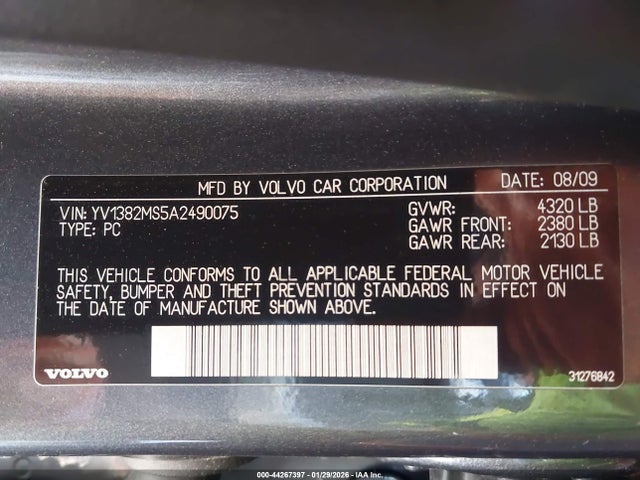 MFD BY VOLVO CAR CORPORATION DATE: 08/09
VIN: YV1382MS5A2490075 GVWR: 4320 LB
TYPE: PC GAWR FRONT: 2380 LB
GAWR REAR: 2130 LB
THIS VEHICLE CONFORMS TO ALL APPLICABLE FEDERAL MOTOR VEHICLE
SAFETY, BUMPER AND THEFT PREVENTION STANDARDS IN EFFECT ON
THE DATE OF MANUFACTURE SHOWN ABOVE.
VOLVO 31276842
000-44267397 - 01/29/2026 - IAA Inc.